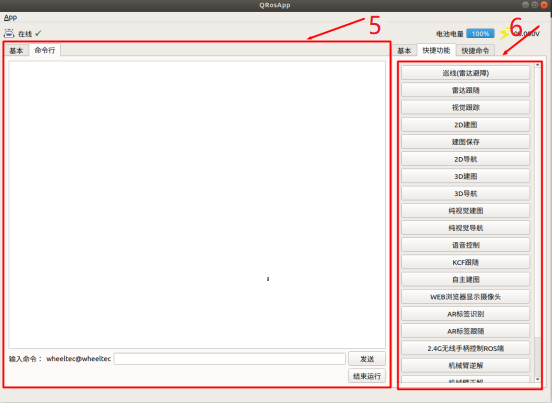 QRosApp
App
5
6
在线
电池电量 100%
基本 命令行
基本 快捷功能 快捷命令
巡线(雷达避障)
雷达跟随
视觉跟踪
2D建图
建图保存
2D导航
3D建图
3D导航
纯视觉建图
纯视觉导航
语音控制
KCF跟随
自主建图
WEB浏览器显示摄像头
AR标签识别
AR标签跟随
2.4G无线手柄控制ROS端
机械臂逆解
输入命令： wheeltec@wheeltec 发送
结束运行